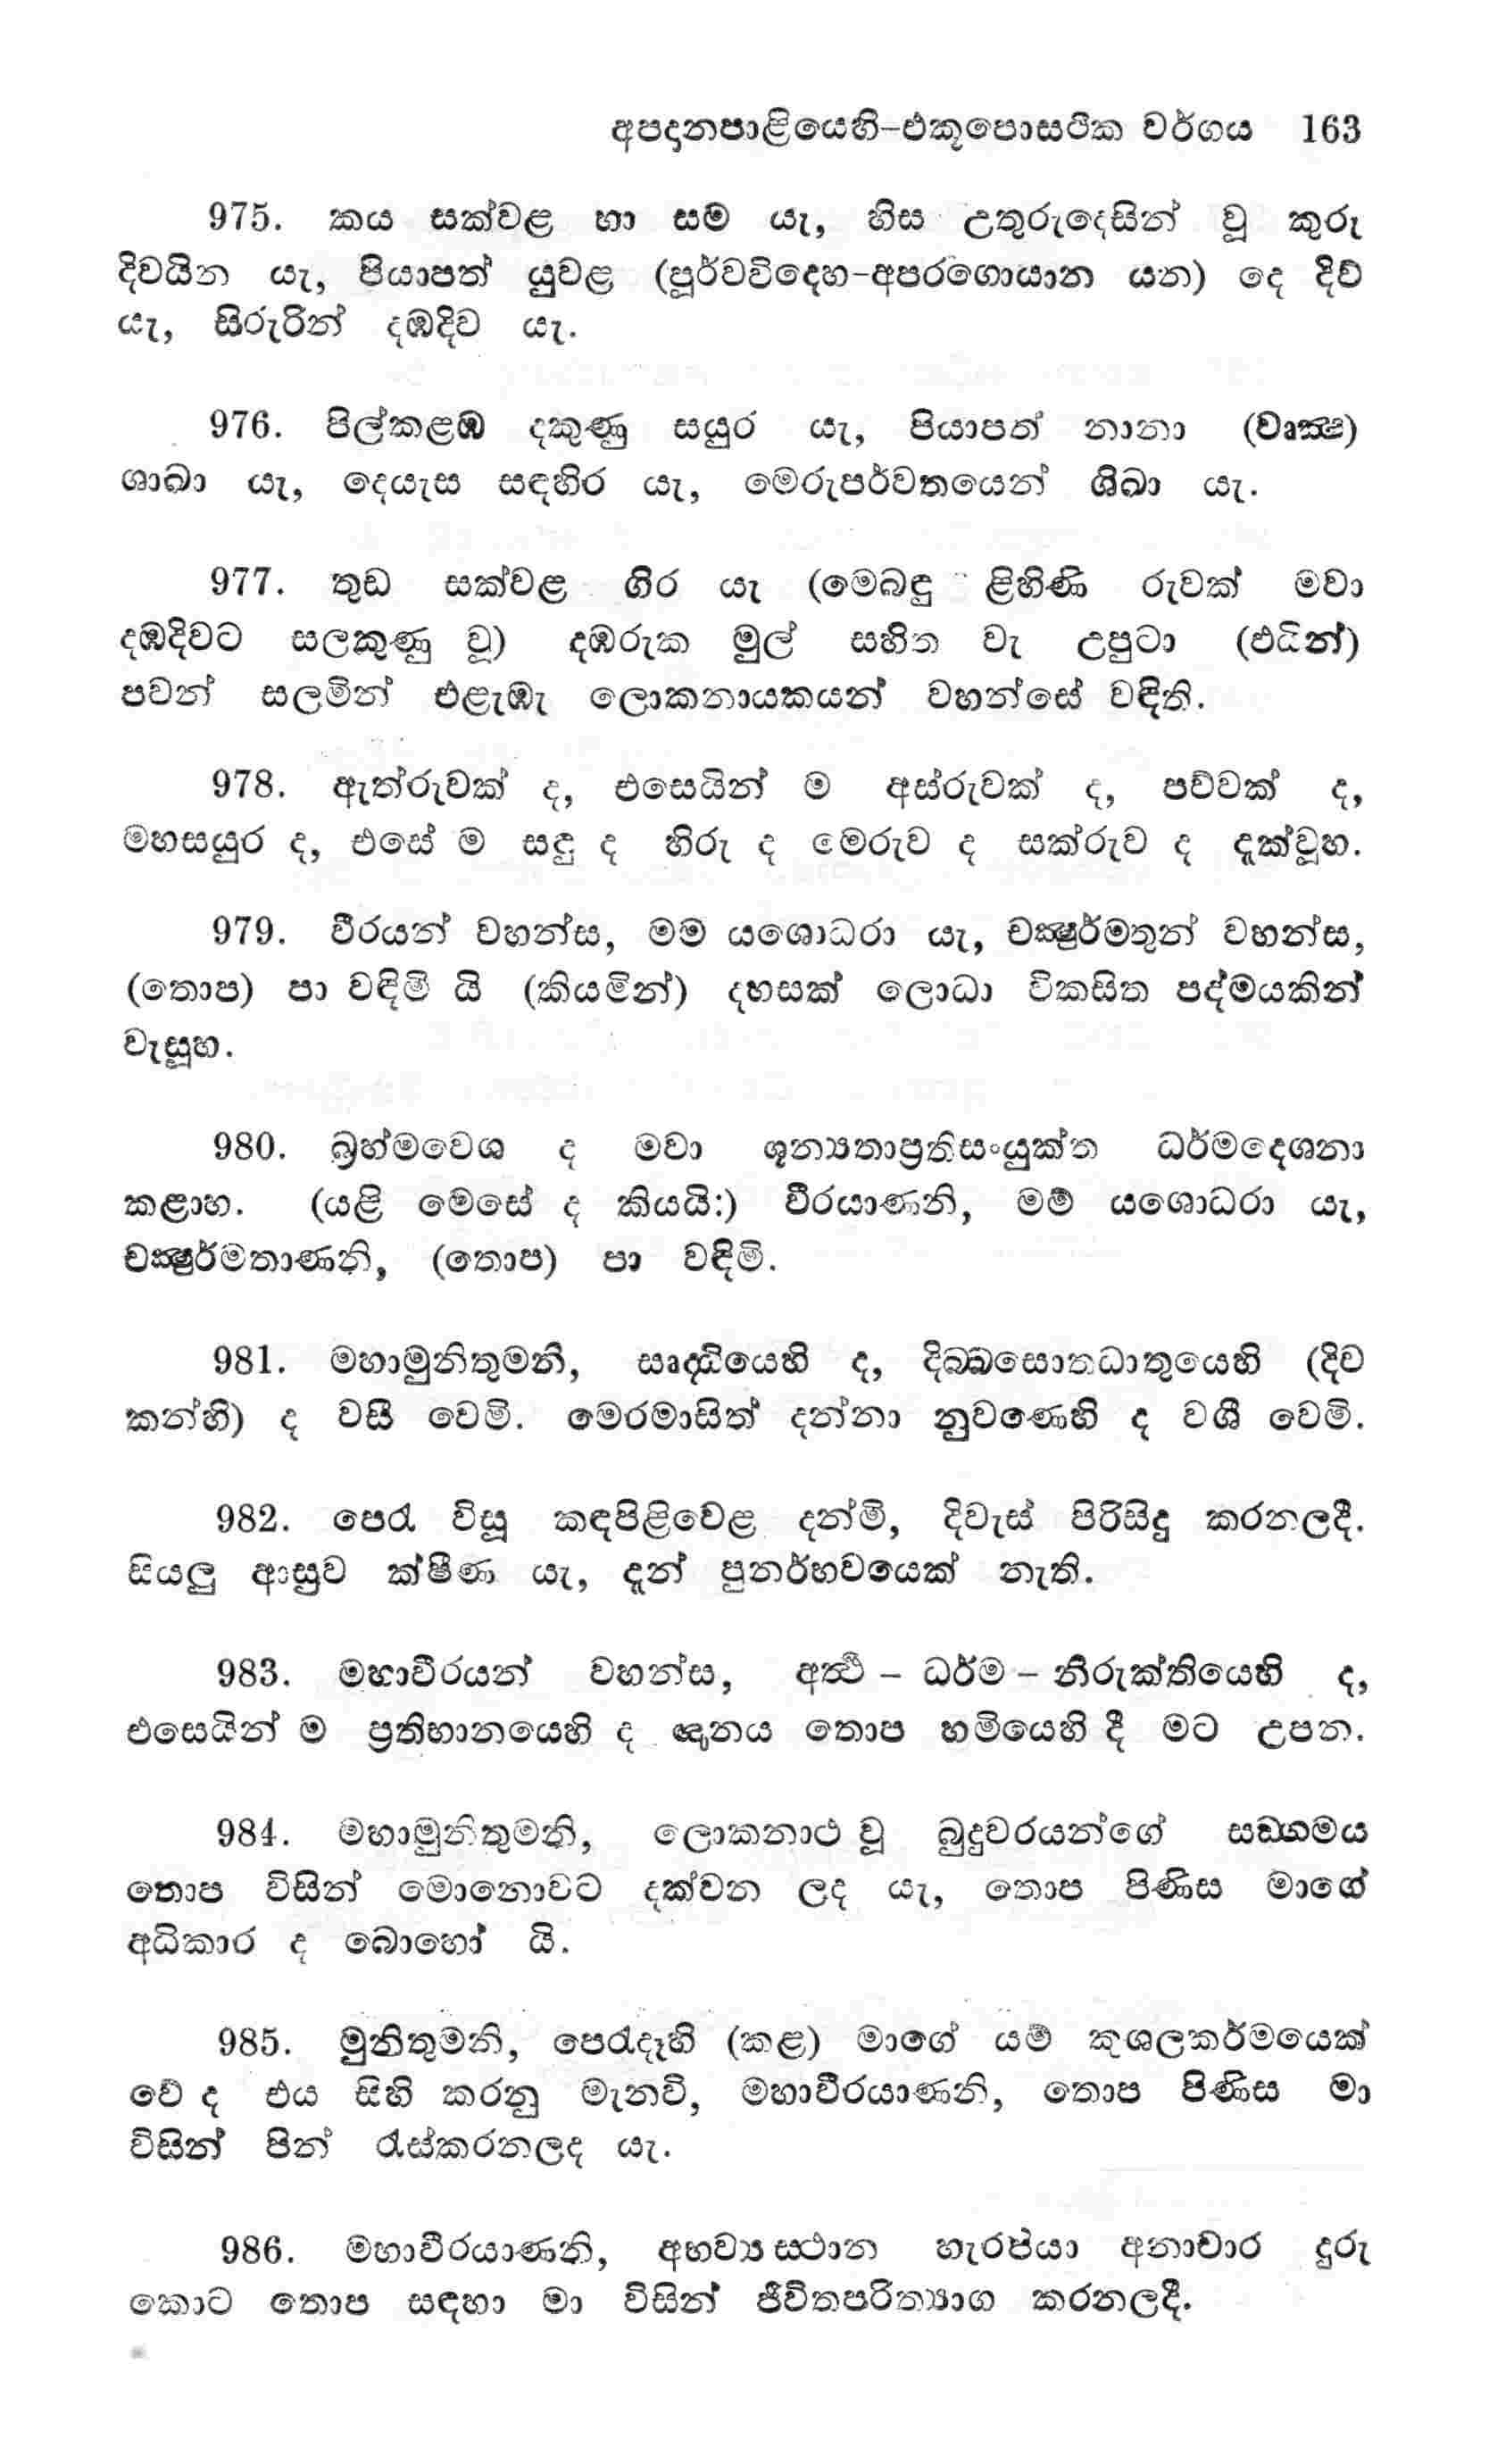 අපදානපාළියෙහි-එකූපොසථික වර්ගය 163
975. කය සක්වළ හා සම යැ, හිස උතුරුදෙසින් වූ කුරු
දිවයින යැ, පියාපත් යුවළ (පූර්වවිදෙහ-අපරගොයාන යන) දෙ දිව්
යැ, සිරුරින් දඹදිව යැ.
976. පිල්කළඹ දකුණු සයුර යැ, පියාපත් නානා (වෘක්‍ෂ)
ශාඛා යැ, දෙයැස සඳහිර යැ, මෙරුපර්වතයෙන් ශිඛා යැ.
977. තුඩ සක්වළ ගිර යැ (මෙබඳු ළිහිණි රුවක් මවා
දඹදිවට සලකුණු වූ) දඹරුක මුල් සහිත වැ උපුටා (එයින්)
පවන් සලමින් එළැඹැ ලොකනායකයන් වහන්සේ වඳිති.
978. ඇත්රුවක් ද, එසෙයින් ම අස්රුවක් ද, පව්වක් ද,
මහසයුර ද, එසේ ම සඳු ද හිරු ද මෙරුව ද සක්රුව ද දැක්වූහ.
979. වීරයන් වහන්ස, මම යශොධරා යැ, චක්‍ෂුර්මතුන් වහන්ස,
(තොප) පා වඳිමි යි (කියමින්) දහසක් ලොධා විකසිත පද්මයකින්
වැසූහ.
980. බ්‍රහ්මවෙශ ද මවා ශූන්‍යතාප්‍රතිසංයුක්ත ධර්මදෙශනා
කළාහ. (යළි මෙසේ ද කියයි:) වීරයාණනි, මම් යශොධරා යැ,
චක්‍ෂුර්මතාණනි, (තොප) පා වඳිමි.
981. මහාමුනිතුමනි, සෘද්ධියෙහි ද, දිබ්බසොතධාතුයෙහි (දිව
කන්හි) ද වසී වෙමි. මෙරමාසිත් දන්නා නුවණෙහි ද වශී වෙමි.
982. පෙරැ විසූ කඳපිළිවෙළ දන්මි, දිවැස් පිරිසිදු කරනලදී.
සියලු ආස්‍රව ක්ෂීණ යැ, දැන් පුනර්භවයෙක් නැති.
983. මහාවීරයන් වහන්ස, අර්‍ථ - ධර්ම - නිරුක්තියෙහි ද,
එසෙයින් ම ප්‍රතිභානයෙහි ද ඥානය තොප හමියෙහි දී මට උපන.
984. මහාමුනිතුමනි, ලොකනාථ වූ බුදුවරයන්ගේ සඞ්ගමය
තොප විසින් මොනොවට දක්වන ලද යැ, තොප පිණිස මාගේ
අධිකාර ද බොහෝ යි.
985. මුනිතුමනි, පෙරැදෑහි (කළ) මාගේ යම් කුශලකර්මයෙක්
වේ ද එය සිහි කරනු මැනවි, මහාවීරයාණනි, තොප පිණිස මා
විසින් පින් රැස්කරනලද යැ.
986. මහාවීරයාණනි, අභව්‍ය ස්ථාන හැරපියා අනාචාර දුරු
කොට තොප සඳහා මා විසින් ජීවිතපරිත්‍යාග කරනලදී.